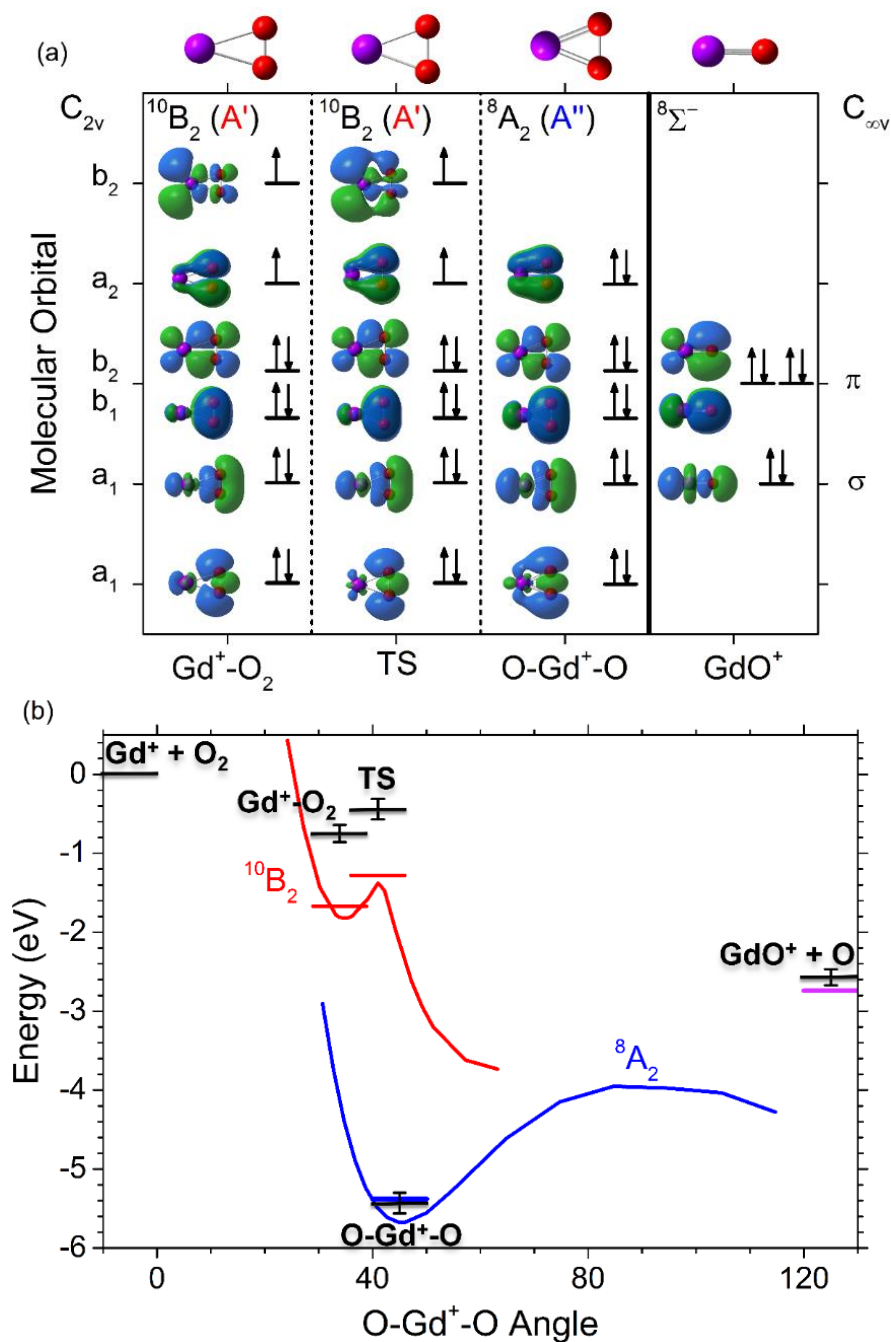 (a)
C2v
10B2 (A')
10B2 (A')
8A2 (A'')
8Σ−
C∞v
b2
a2
b2
b1
a1
a1
π
σ
Molecular Orbital
Gd+-O2
TS
O-Gd+-O
GdO+
(b)
Gd+ + O2
TS
Gd+-O2
10B2
GdO+ + O
8A2
O-Gd+-O
0
-1
-2
-3
-4
-5
-6
Energy (eV)
0
40
80
120
O-Gd+-O Angle